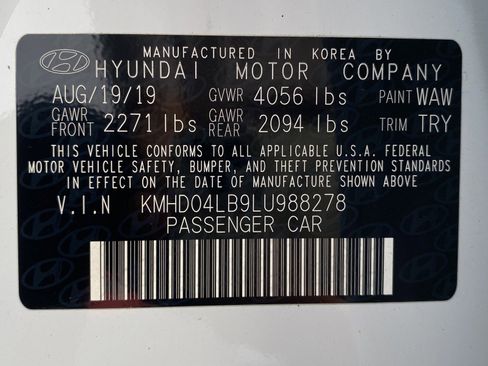 MANUFACTURED IN KOREA BY
HYUNDAI MOTOR COMPANY
AUG/19/19 GVWR 4056 lbs PAINT WAW
GAWR FRONT 2271 lbs GAWR REAR 2094 lbs TRIM TRY
THIS VEHICLE CONFORMS TO ALL APPLICABLE U.S.A. FEDERAL
MOTOR VEHICLE SAFETY, BUMPER, AND THEFT PREVENTION STANDARDS
IN EFFECT ON THE DATE OF MANUFACTURE SHOWN ABOVE
V.I.N KMHD04LB9LU988278
PASSENGER CAR